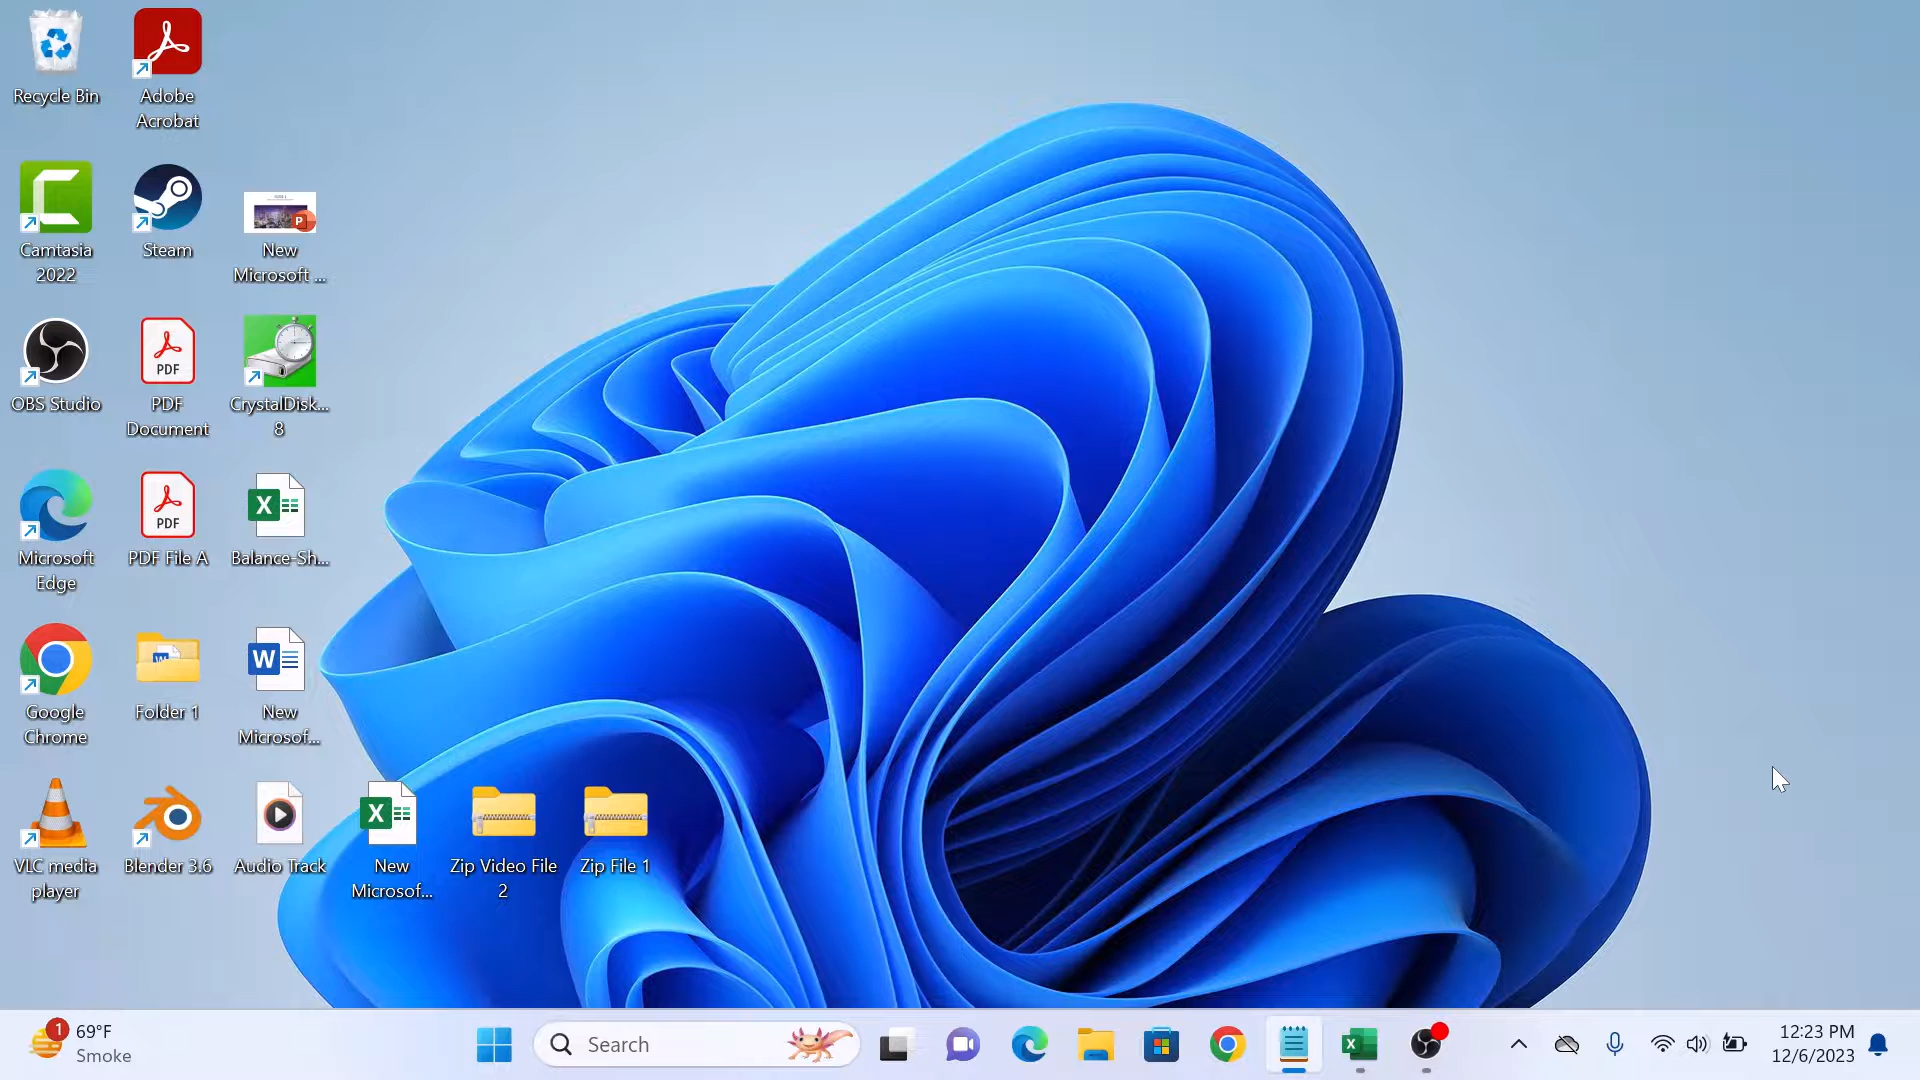 Recycle Bin
Adobe
Acrobat
Camtasia
2022
Steam
New
Microsoft ...
OBS Studio
PDF
PDF
Document
CrystalDisk...
8
Microsoft
Edge
PDF
PDF File A
Balance-Sh...
Google
Chrome
Folder 1
New
Microsof...
VLC media
player
Blender 3.6
Audio Track
New
Microsof...
Zip Video File
2
Zip File 1
1
69°F
Smoke
Search
12:23 PM
12/6/2023